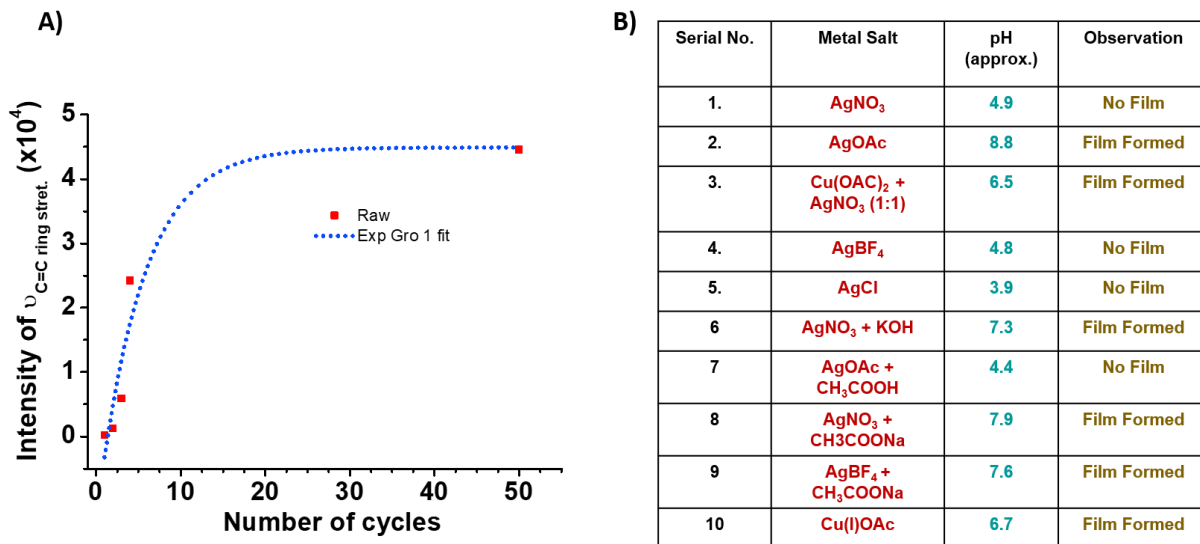 A)
Intensity of υC=C ring stret. (x10⁴)
5
4
3
2
1
0
Raw
Exp Gro 1 fit
0 10 20 30 40 50
Number of cycles
B)
Serial No. Metal Salt pH Observation
(approx.)
1. AgNO₃ 4.9 No Film
2. AgOAc 8.8 Film Formed
3. Cu(OAC)₂ + 6.5 Film Formed
AgNO₃ (1:1)
4. AgBF₄ 4.8 No Film
5. AgCl 3.9 No Film
6 AgNO₃ + KOH 7.3 Film Formed
7 AgOAc + 4.4 No Film
CH₃COOH
8 AgNO₃ + 7.9 Film Formed
CH3COONa
9 AgBF₄ + 7.6 Film Formed
CH₃COONa
10 Cu(I)OAc 6.7 Film Formed